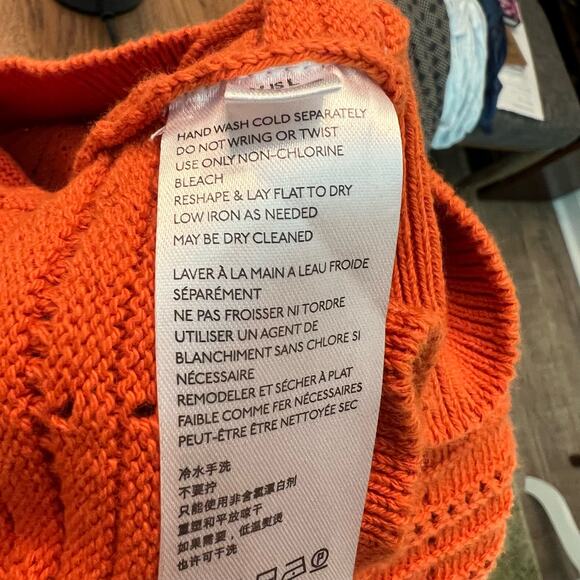 HAND WASH COLD SEPARATELY
DO NOT WRING OR TWIST
USE ONLY NON-CHLORINE
BLEACH
RESHAPE & LAY FLAT TO DRY
LOW IRON AS NEEDED
MAY BE DRY CLEANED
LAVER À LA MAIN A LEAU FROIDE
SÉPARÉMENT
NE PAS FROISSER NI TORDRE
UTILISER UN AGENT DE
BLANCHIMENT SANS CHLORE SI
NÉCESSAIRE
REMODELER ET SÉCHER À PLAT
FAIBLE COMME FER NÉCESSAIRES
PEUT-ÊTRE ÊTRE NETTOYÉE SEC
冷水手洗
不要拧
只能使用非含氯漂白剂
重塑和平放晾干
如果需要，低温熨烫
也许可干洗